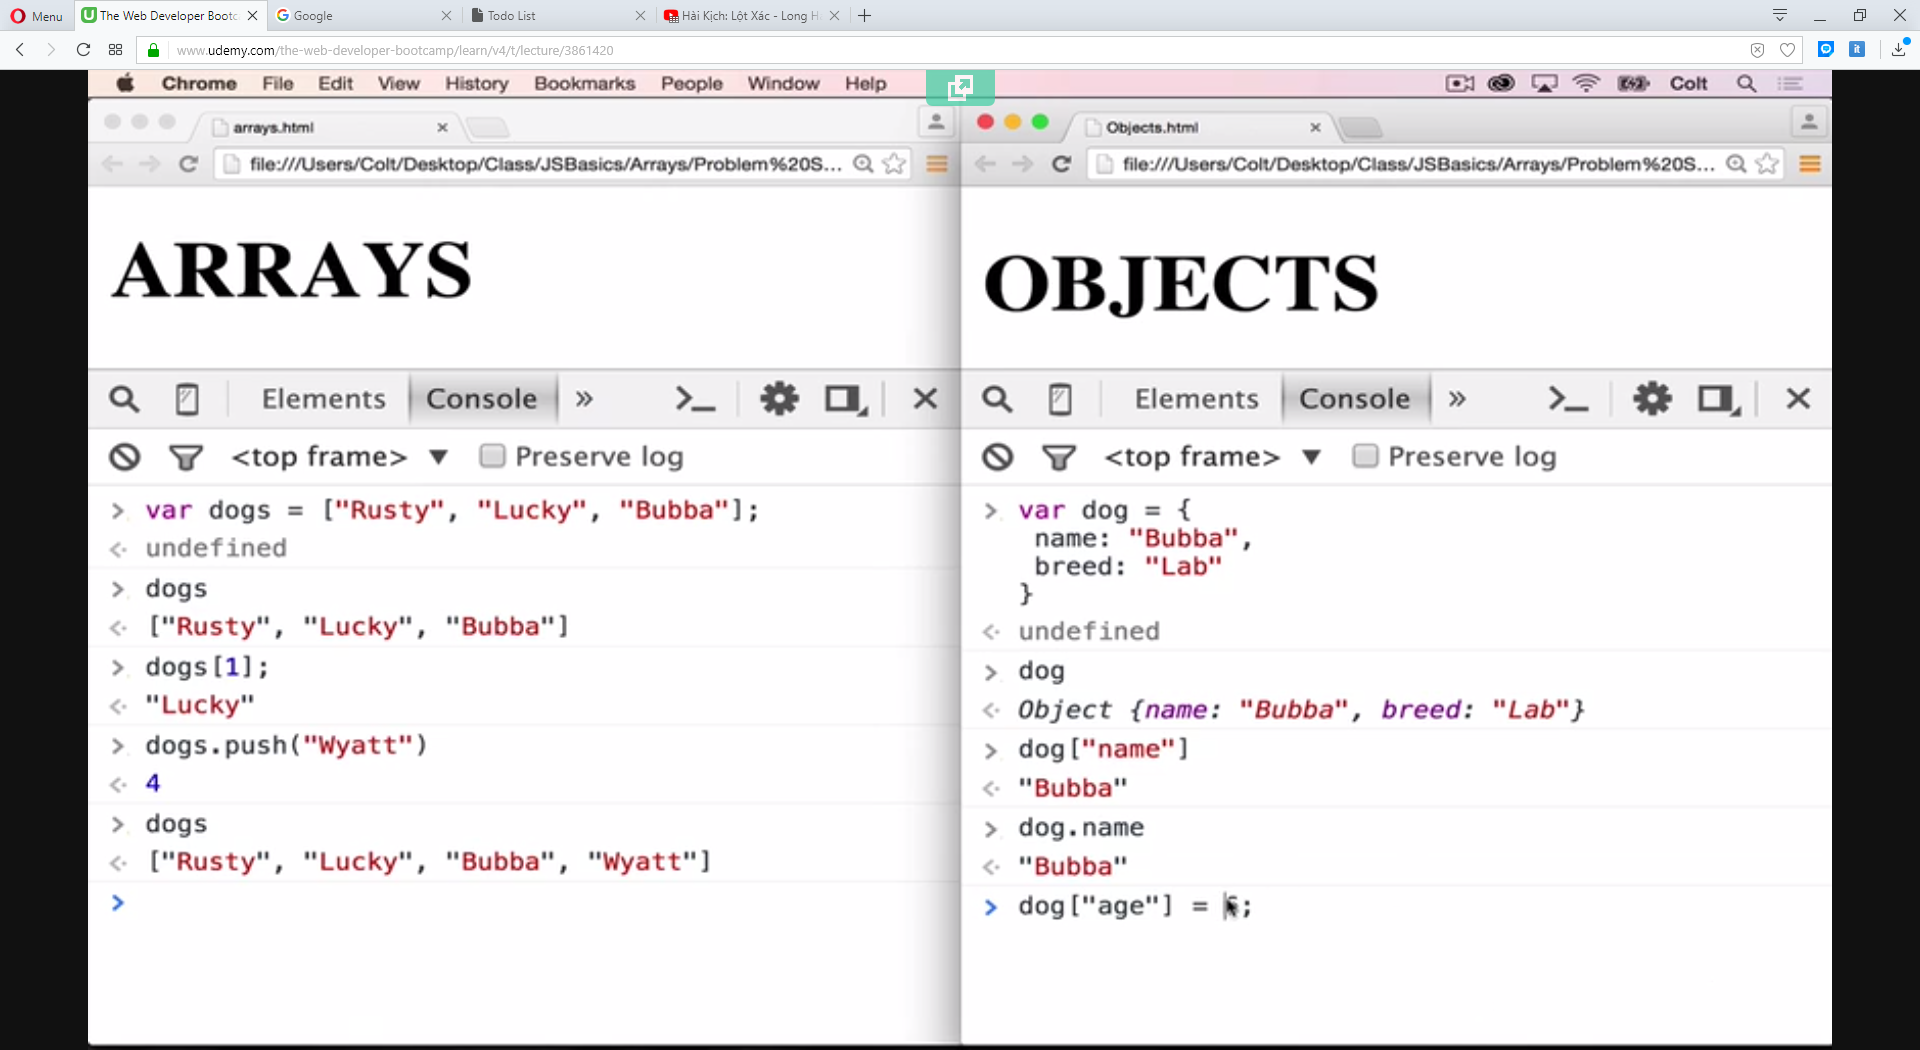 Menu
The Web Developer Bootc
Google
Todo List
Hài Kịch: Lột Xác - Long H
www.udemy.com/the-web-developer-bootcamp/learn/v4/t/lecture/3861420
Chrome File Edit View History Bookmarks People Window Help
Colt
arrays.html
file:///Users/Colt/Desktop/Class/JSBasics/Arrays/Problem%20S...
ARRAYS
Elements Console »
<top frame> ▼ Preserve log
> var dogs = ["Rusty", "Lucky", "Bubba"];
undefined
> dogs
["Rusty", "Lucky", "Bubba"]
> dogs[1];
"Lucky"
> dogs.push("Wyatt")
4
> dogs
["Rusty", "Lucky", "Bubba", "Wyatt"]
>
Objects.html
file:///Users/Colt/Desktop/Class/JSBasics/Arrays/Problem%20S...
OBJECTS
Elements Console »
<top frame> ▼ Preserve log
> var dog = {
name: "Bubba",
breed: "Lab"
}
undefined
> dog
Object {name: "Bubba", breed: "Lab"}
> dog["name"]
"Bubba"
> dog.name
"Bubba"
> dog["age"] = ;